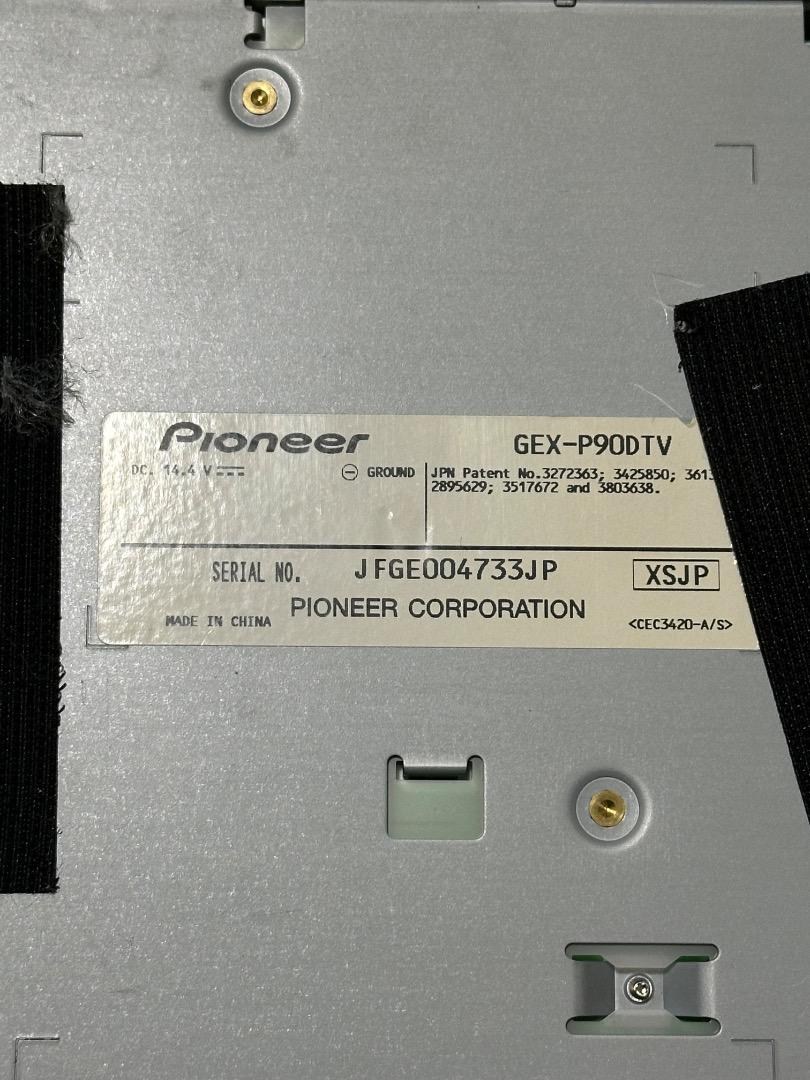 Pioneer
GEX-P90DTV
DC. 14.4 V
⊖ GROUND
JPN Patent No.3272363; 3425850;
2895629; 3517672 and 3803638.
SERIAL NO. JFGE004733JP
XSJP
PIONEER CORPORATION
MADE IN CHINA
<CEC3420-A/S>